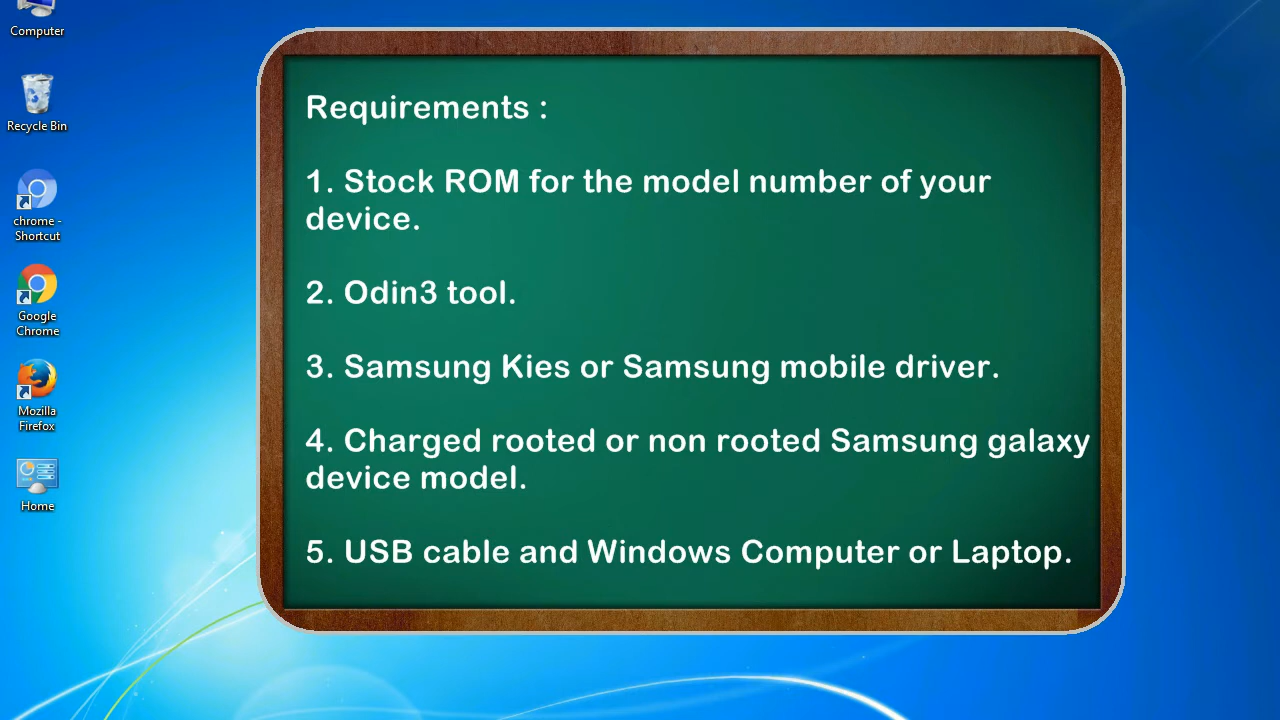 Computer
Recycle Bin
chrome -
Shortcut
Google
Chrome
Mozilla
Firefox
Home
Requirements :
1. Stock ROM for the model number of your
device.
2. Odin3 tool.
3. Samsung Kies or Samsung mobile driver.
4. Charged rooted or non rooted Samsung galaxy
device model.
5. USB cable and Windows Computer or Laptop.